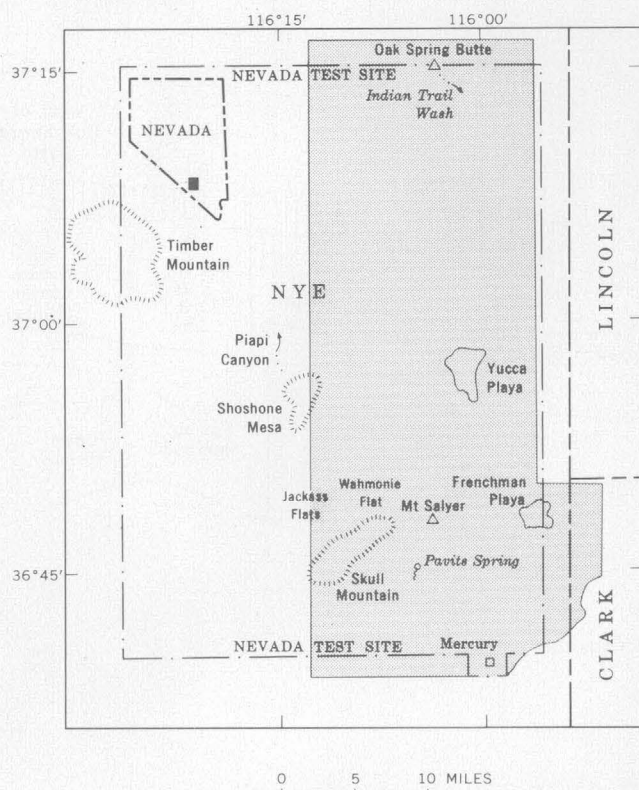 116°15'
116°00'
Oak Spring Butte
37°15'
NEVADA TEST SITE
Indian Trail
Wash
NEVADA
LINCOLN
Timber
Mountain
NYE
37°00'
Piapi
Canyon
Yucca
Playa
Shoshone
Mesa
Wahmonie
Flat
Frenchman
Playa
Jackass
Flats
Mt Salyer
36°45'
Pavits Spring
Skull
Mountain
CLARK
NEVADA TEST SITE
Mercury
0 5 10 MILES